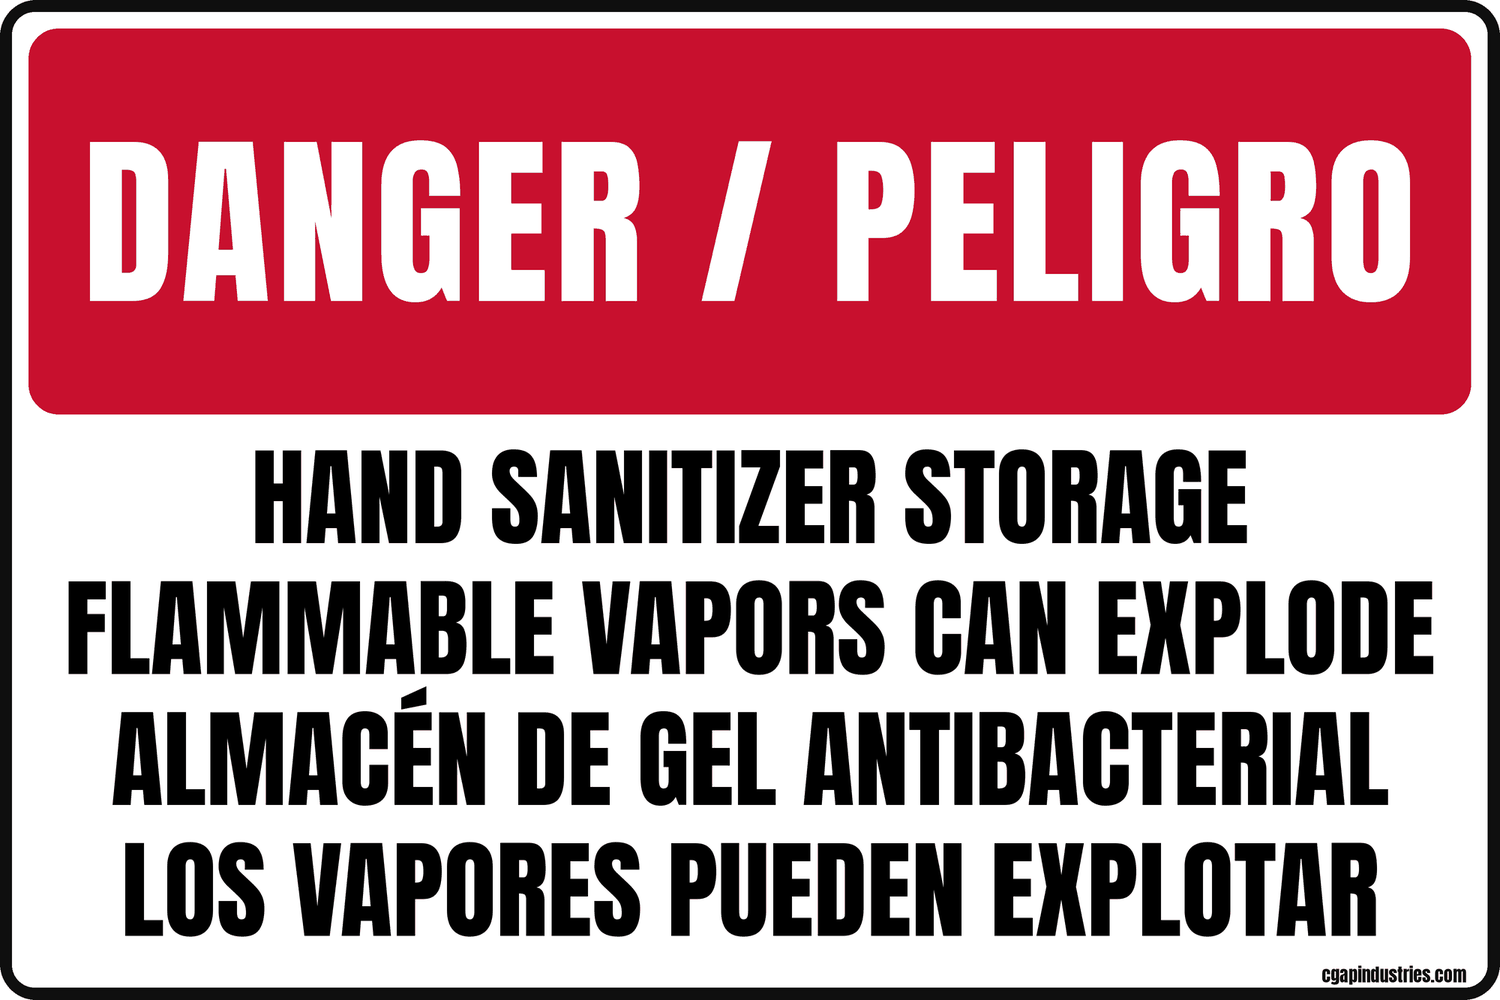 DANGER / PELIGRO
HAND SANITIZER STORAGE
FLAMMABLE VAPORS CAN EXPLODE
ALMACÉN DE GEL ANTIBACTERIAL
LOS VAPORES PUEDEN EXPLOTAR
cgapindustries.com